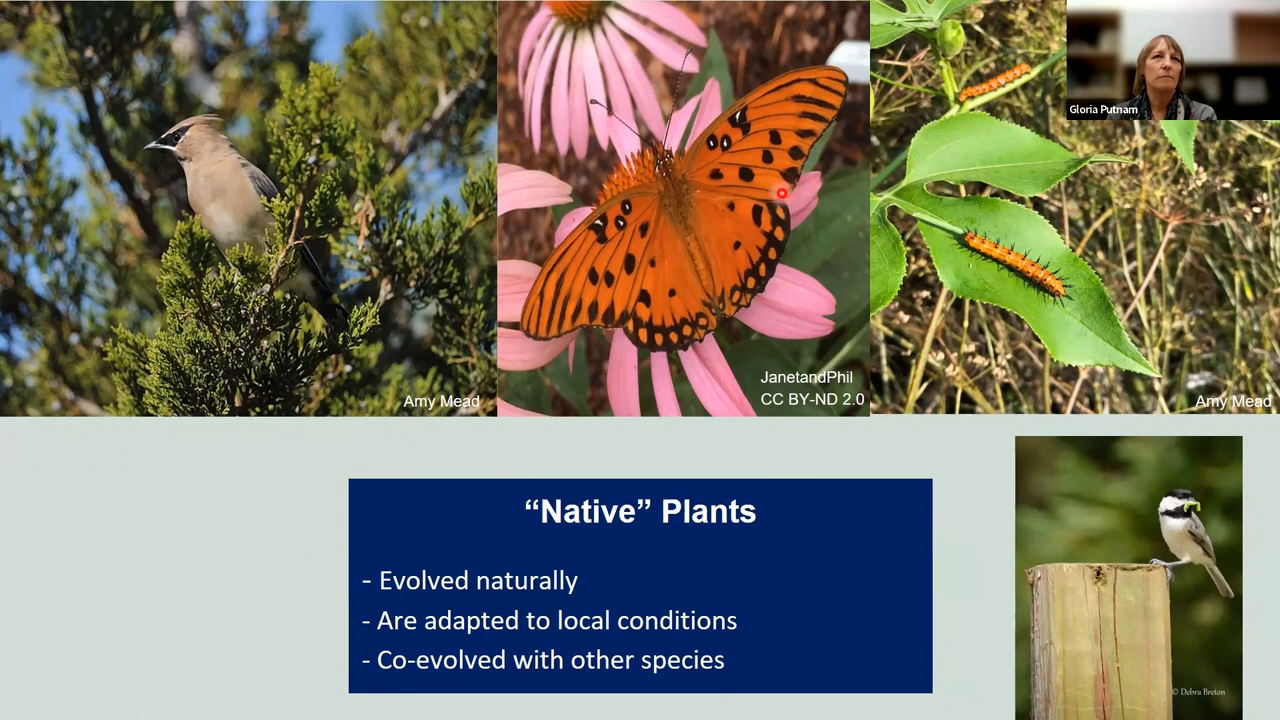 Gloria Putnam
Amy Mead
JanetandPhil
CC BY-ND 2.0
Amy Mead
“Native” Plants
- Evolved naturally
- Are adapted to local conditions
- Co-evolved with other species
© Debra Breton